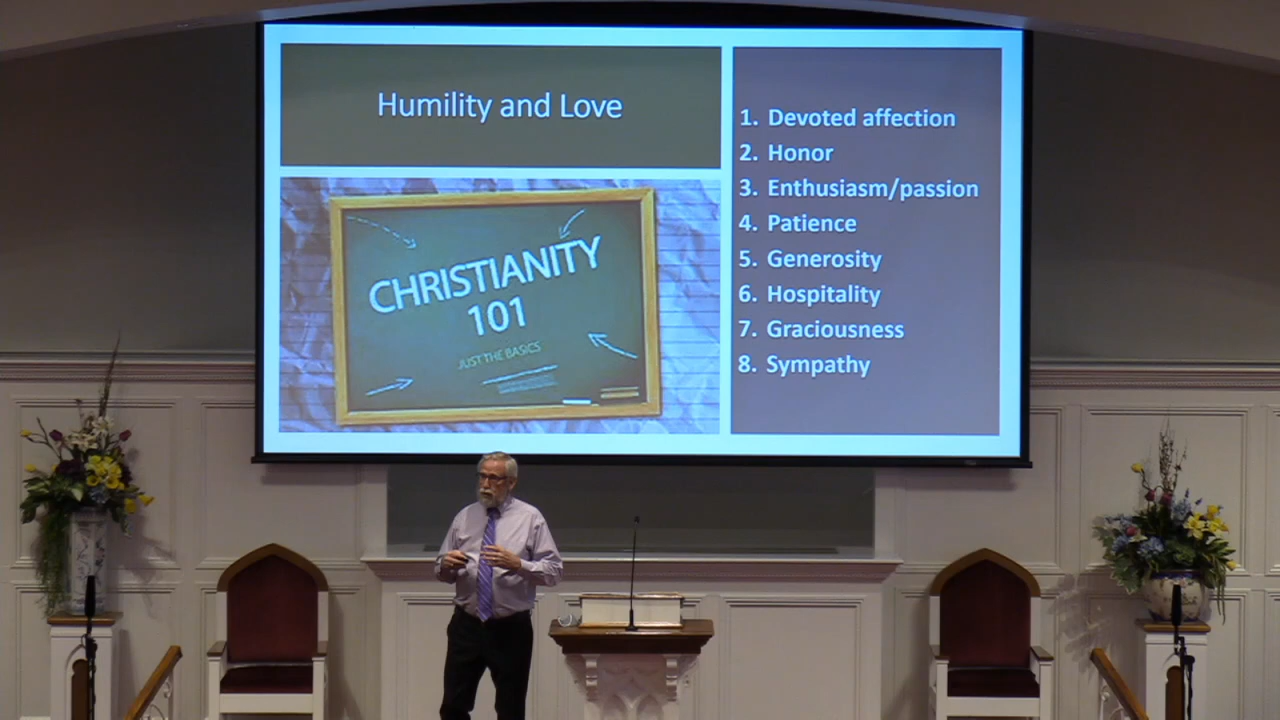 Humility and Love
CHRISTIANITY
101
JUST THE BASICS
1. Devoted affection
2. Honor
3. Enthusiasm/passion
4. Patience
5. Generosity
6. Hospitality
7. Graciousness
8. Sympathy